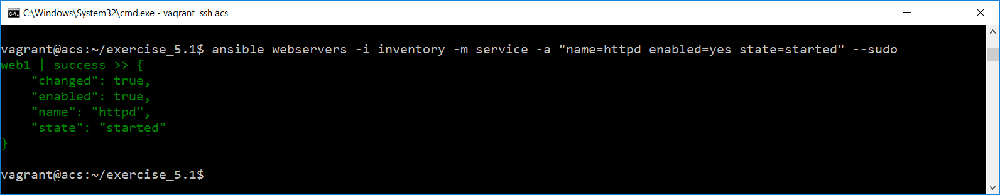 C:\Windows\System32\cmd.exe - vagrant  ssh acs
vagrant@acs:~/exercise_5.1$ ansible webservers -i inventory -m service -a "name=httpd enabled=yes state=started" --sudo
web1 | success >> {
    "changed": true,
    "enabled": true,
    "name": "httpd",
    "state": "started"
}
vagrant@acs:~/exercise_5.1$